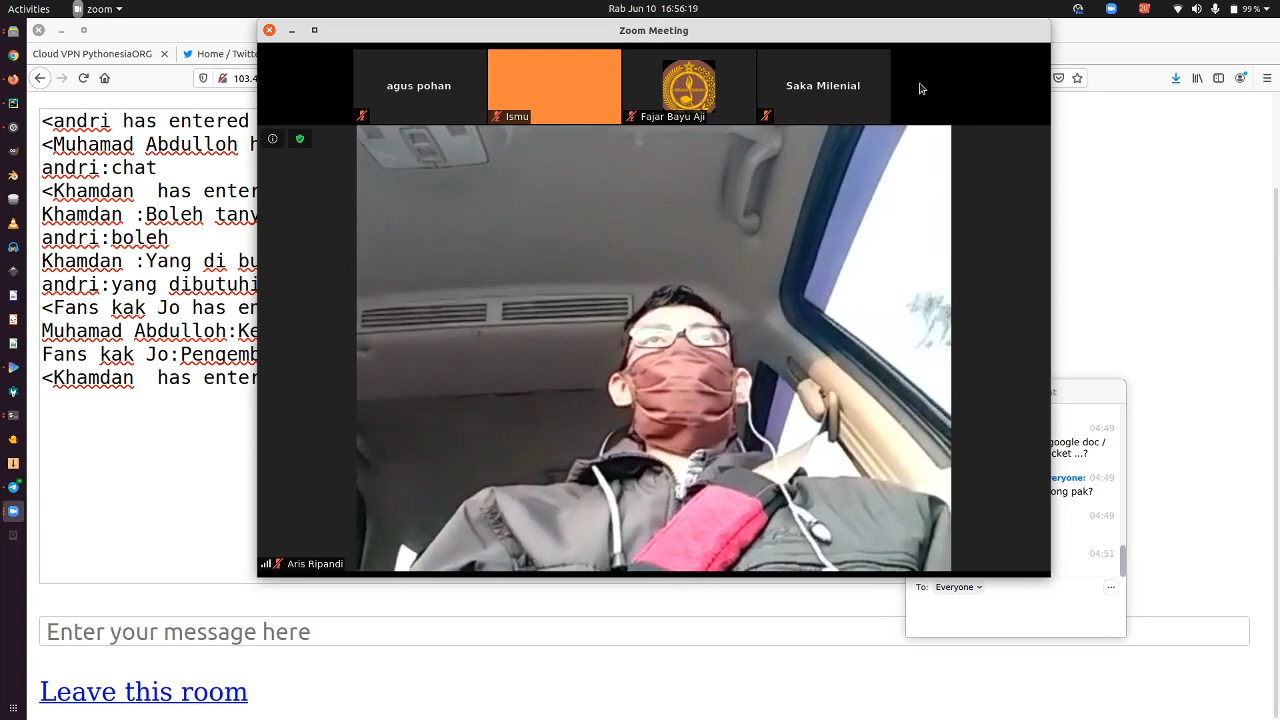 Activities
zoom
Rab Jun 10 16:56:19
20
99 %
Zoom Meeting
Cloud VPN PythonesiaORG
Home / Twitte
103.4
agus pohan
Ismu
Fajar Bayu Aji
Saka Milenial
<andri has entered
<Muhamad Abdulloh h
andri:chat
<Khamdan has enter
Khamdan :Boleh tany
andri:boleh
Khamdan :Yang di bu
andri:yang dibutuhi
<Fans kak Jo has en
Muhamad Abdulloh:Ke
Fans kak Jo:Pengemb
<Khamdan has enter
Aris Ripandi
04:49
google doc /
cket ...?
eryone: 04:49
ong pak?
04:49
04:51
To: Everyone
Enter your message here
Leave this room